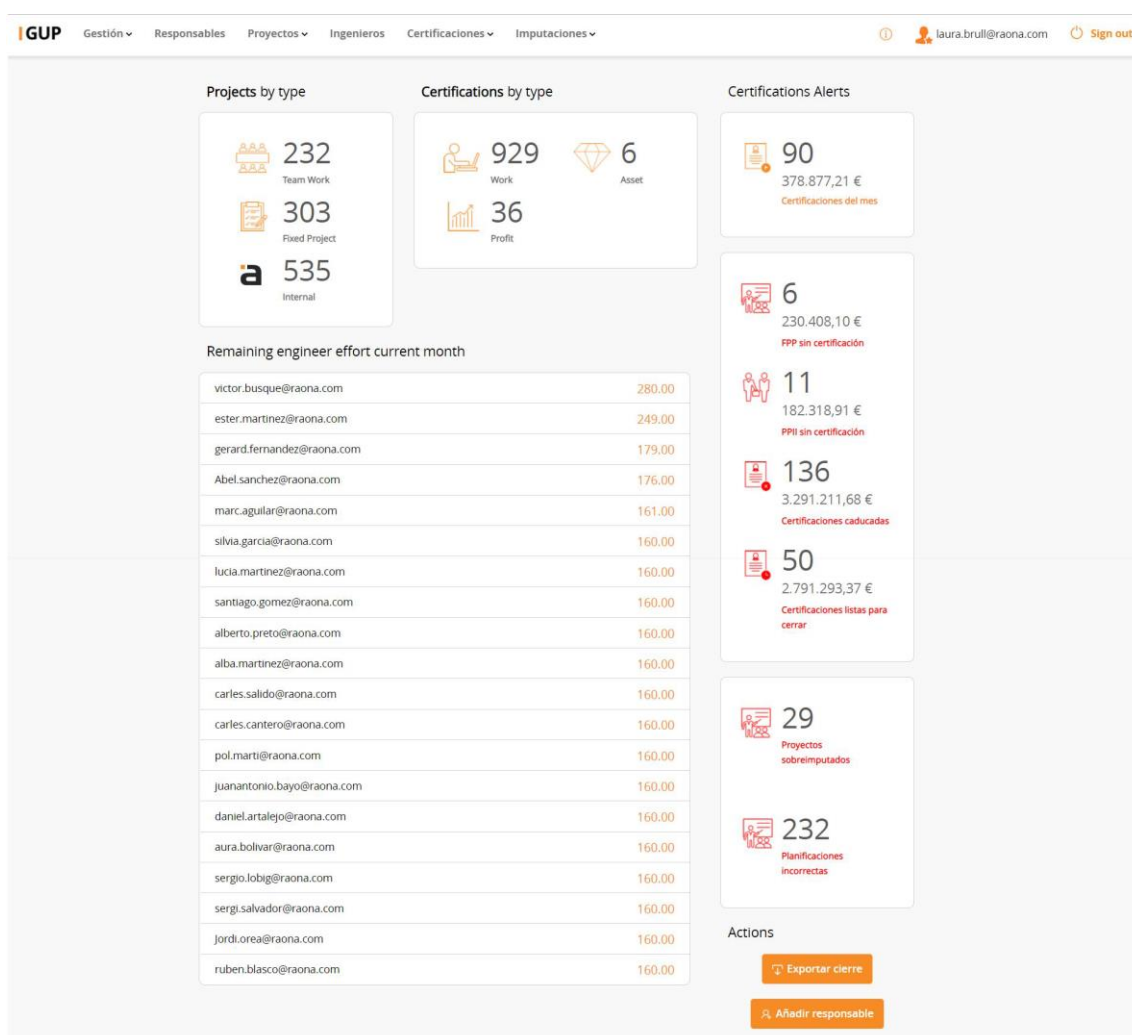 GUP Gestión Responsables Proyectos Ingenieros Certificaciones Imputaciones laura.brull@raona.com Sign out
Projects by type
232
Team Work
303
Fixed Project
a 535
Internal
Certifications by type
929
Work
6
Asset
36
Profit
Remaining engineer effort current month
victor.busque@raona.com 280.00
ester.martinez@raona.com 249.00
gerard.fernandez@raona.com 179.00
Abel.sanchez@raona.com 176.00
marc.aguilar@raona.com 161.00
silvia.garcia@raona.com 160.00
lucia.martinez@raona.com 160.00
santiago.gomez@raona.com 160.00
alberto.preto@raona.com 160.00
alba.martinez@raona.com 160.00
carles.salido@raona.com 160.00
carles.cantero@raona.com 160.00
pol.marti@raona.com 160.00
juanantonio.bayo@raona.com 160.00
daniel.artalejo@raona.com 160.00
aura.bolivar@raona.com 160.00
sergio.lobig@raona.com 160.00
sergi.salvador@raona.com 160.00
Jordi.orea@raona.com 160.00
ruben.blasco@raona.com 160.00
Certifications Alerts
90
378.877,21 €
Certificaciones del mes
6
230.408,10 €
FPP sin certificación
11
182.318,91 €
PPII sin certificación
136
3.291.211,68 €
Certificaciones caducadas
50
2.791.293,37 €
Certificaciones listas para
cerrar
29
Proyectos
sobreimputados
232
Planificaciones
incorrectas
Actions
Exportar cierre
Añadir responsable